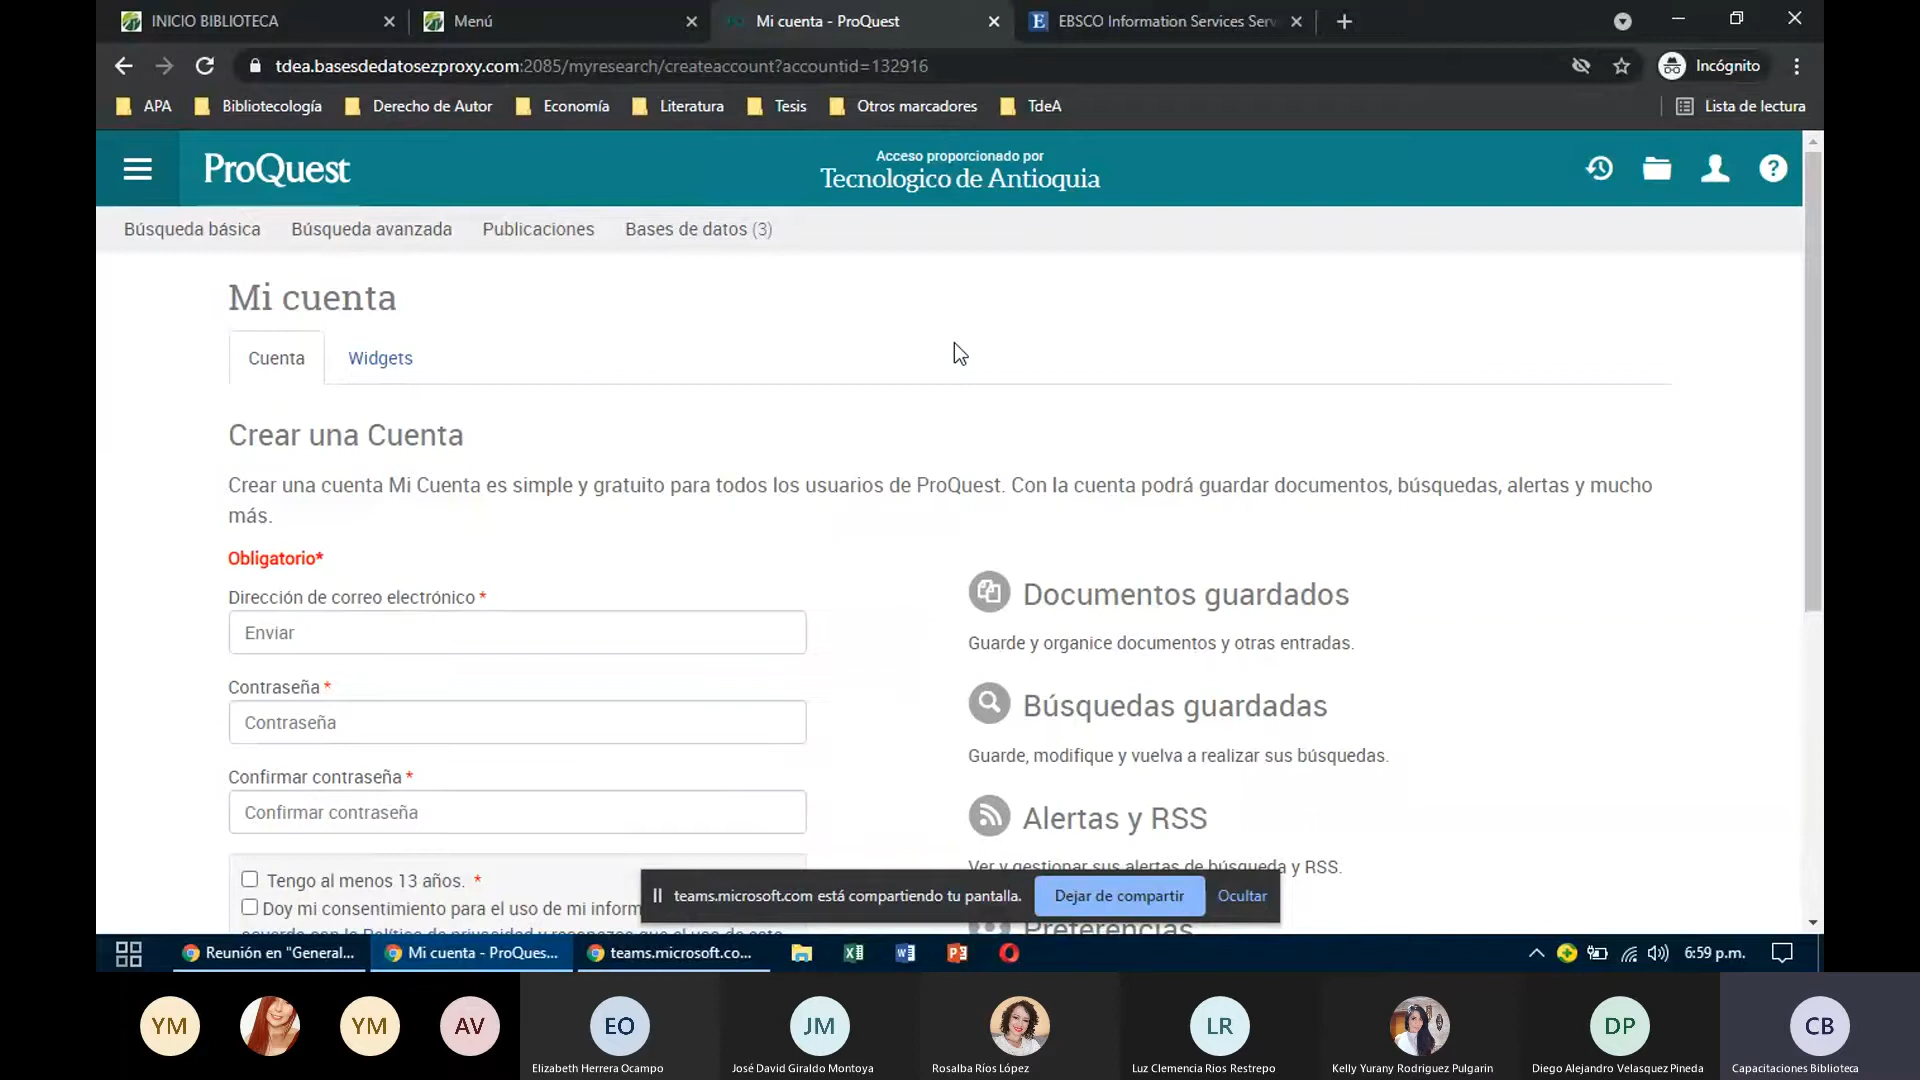 INICIO BIBLIOTECA
Menú
Mi cuenta - ProQuest
EBSCO Information Services Serv
tdea.basesdedatosezproxy.com:2085/myresearch/createaccount?accountid=132916
Incógnito
APA
Bibliotecología
Derecho de Autor
Economía
Literatura
Tesis
Otros marcadores
TdeA
Lista de lectura
ProQuest
Acceso proporcionado por
Tecnologico de Antioquia
Búsqueda básica
Búsqueda avanzada
Publicaciones
Bases de datos (3)
Mi cuenta
Cuenta
Widgets
Crear una Cuenta
Crear una cuenta Mi Cuenta es simple y gratuito para todos los usuarios de ProQuest. Con la cuenta podrá guardar documentos, búsquedas, alertas y mucho
más.
Obligatorio*
Dirección de correo electrónico *
Enviar
Contraseña *
Contraseña
Confirmar contraseña *
Confirmar contraseña
Tengo al menos 13 años. *
Doy mi consentimiento para el uso de mi inform
Documentos guardados
Guarde y organice documentos y otras entradas.
Búsquedas guardadas
Guarde, modifique y vuelva a realizar sus búsquedas.
Alertas y RSS
Ver y gestionar sus alertas de búsqueda y RSS.
Preferencias
teams.microsoft.com está compartiendo tu pantalla.
Dejar de compartir
Ocultar
Reunión en "General...
Mi cuenta - ProQues...
teams.microsoft.co...
6:59 p.m.
YM
YM
AV
EO
JM
LR
DP
CB
Elizabeth Herrera Ocampo
José David Giraldo Montoya
Rosalba Ríos López
Luz Clemencia Rios Restrepo
Kelly Yurany Rodriguez Pulgarin
Diego Alejandro Velasquez Pineda
Capacitaciones Biblioteca